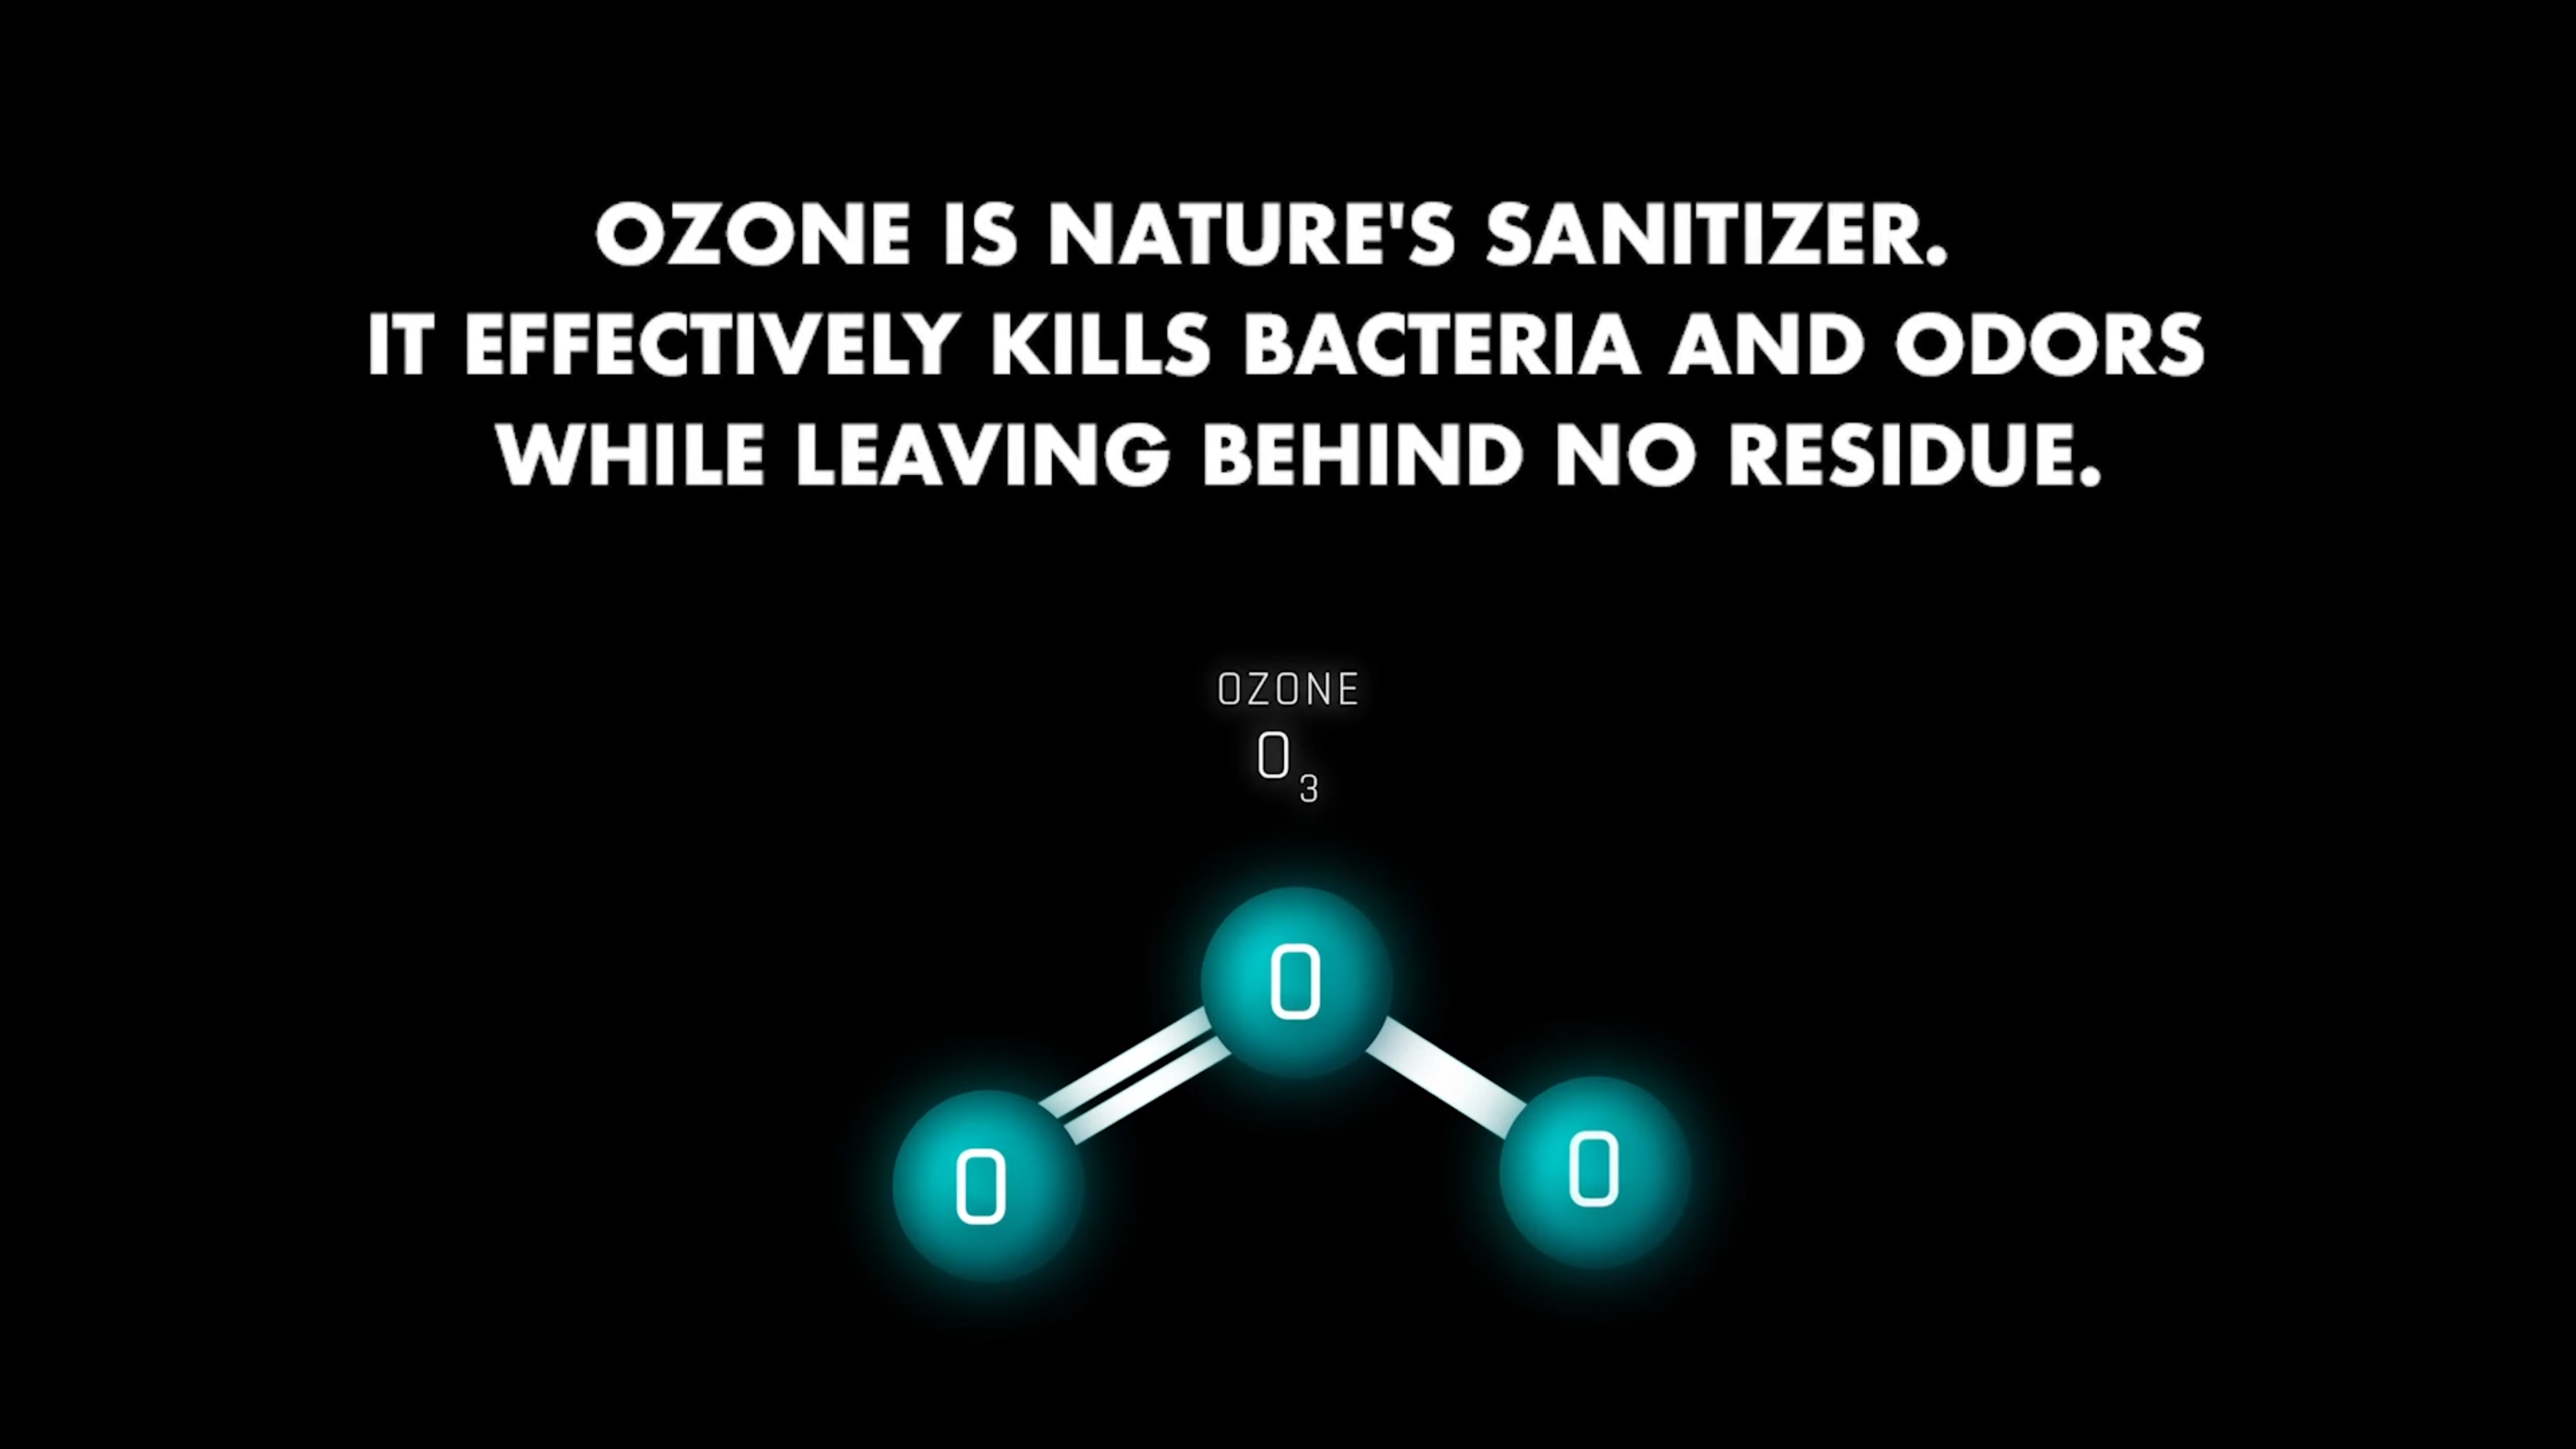 OZONE IS NATURE'S SANITIZER.
IT EFFECTIVELY KILLS BACTERIA AND ODORS
WHILE LEAVING BEHIND NO RESIDUE.
OZONE
O₃
O
O
O